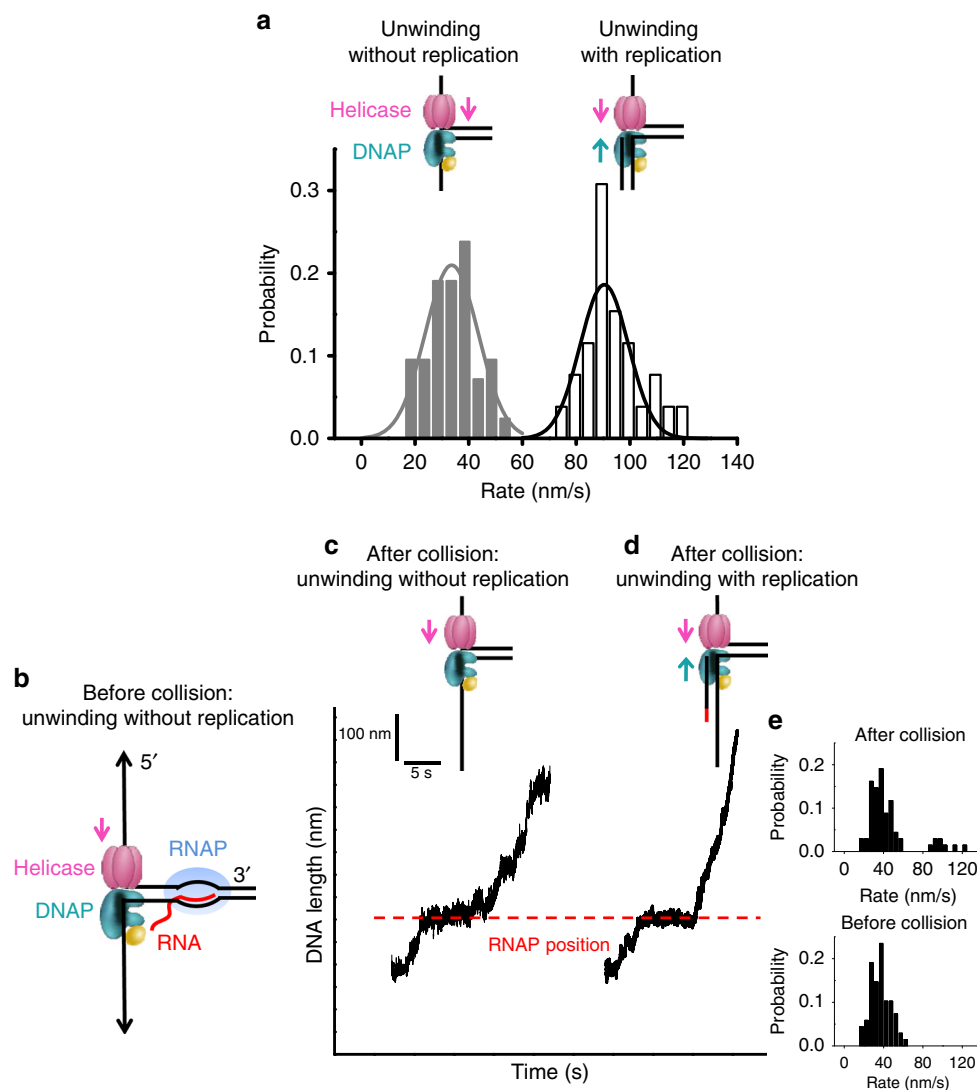 a
Unwinding
without replication
Unwinding
with replication
Helicase
DNAP
0.3
0.2
0.1
0.0
Probability
0 20 40 60 80 100 120 140
Rate (nm/s)
c
After collision:
unwinding without replication
d
After collision:
unwinding with replication
b
Before collision:
unwinding without replication
5′
Helicase
RNAP
3′
DNAP
RNA
100 nm
5 s
DNA length (nm)
RNAP position
Time (s)
e
After collision
Probability
0.2
0.1
0.0
0 40 80 120
Rate (nm/s)
Before collision
Probability
0.2
0.1
0.0
0 40 80 120
Rate (nm/s)